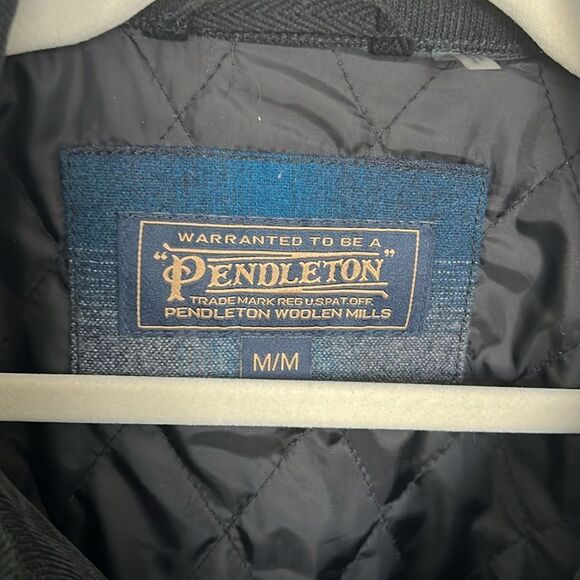 WARRANTED TO BE A
"PENDLETON"
TRADE MARK REG U.S.PAT.OFF.
PENDLETON WOOLEN MILLS
M/M